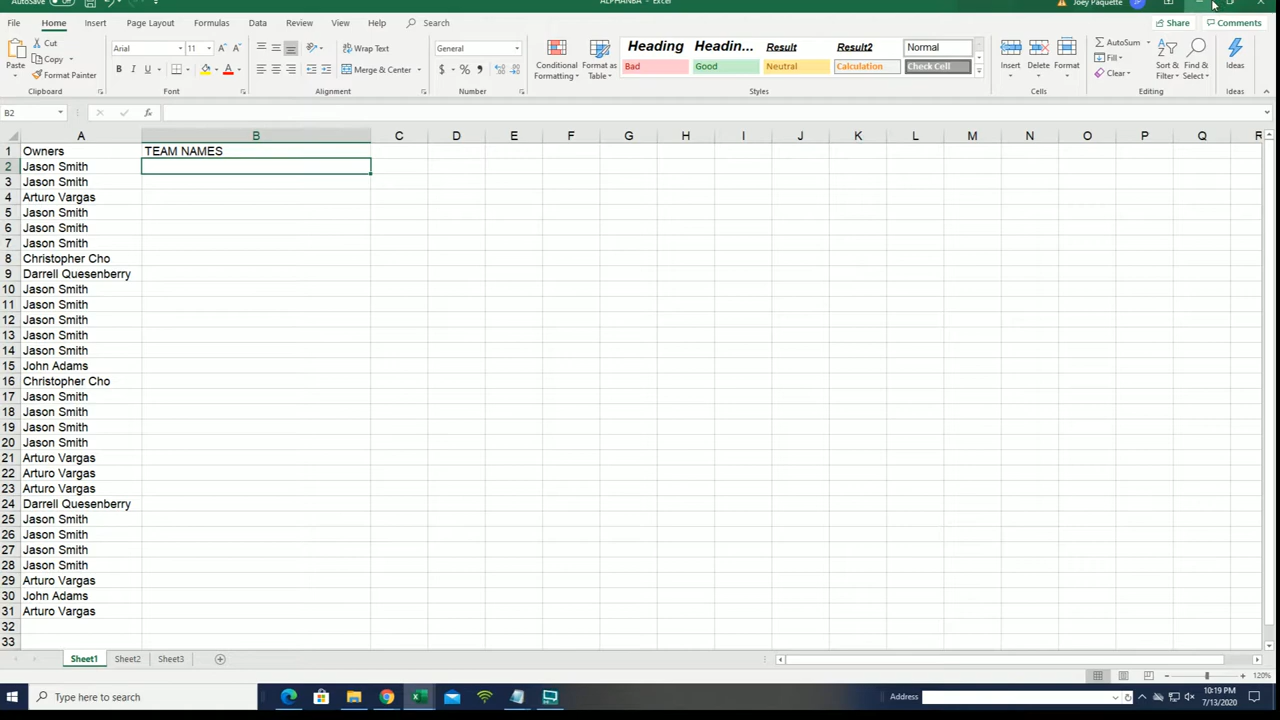 AutoSave Off ALPHANBA - Excel Joey Paquette JP
File Home Insert Page Layout Formulas Data Review View Help Search Share Comments
Paste Cut Copy Format Painter Clipboard
Arial 11 B I U A Font
Wrap Text Merge & Center Alignment
General $ % Number
Conditional Formatting Format as Table
Heading Headin... Result Result2 Normal
Bad Good Neutral Calculation Check Cell
Styles
Insert Delete Format Cells
AutoSum Fill Clear Sort & Filter Find & Select Editing
Ideas Ideas
B2 fx
A B C D E F G H I J K L M N O P Q R
1 Owners TEAM NAMES
2 Jason Smith
3 Jason Smith
4 Arturo Vargas
5 Jason Smith
6 Jason Smith
7 Jason Smith
8 Christopher Cho
9 Darrell Quesenberry
10 Jason Smith
11 Jason Smith
12 Jason Smith
13 Jason Smith
14 Jason Smith
15 John Adams
16 Christopher Cho
17 Jason Smith
18 Jason Smith
19 Jason Smith
20 Jason Smith
21 Arturo Vargas
22 Arturo Vargas
23 Arturo Vargas
24 Darrell Quesenberry
25 Jason Smith
26 Jason Smith
27 Jason Smith
28 Jason Smith
29 Arturo Vargas
30 John Adams
31 Arturo Vargas
32
33
Sheet1 Sheet2 Sheet3
120%
Type here to search Address 10:19 PM
7/13/2020